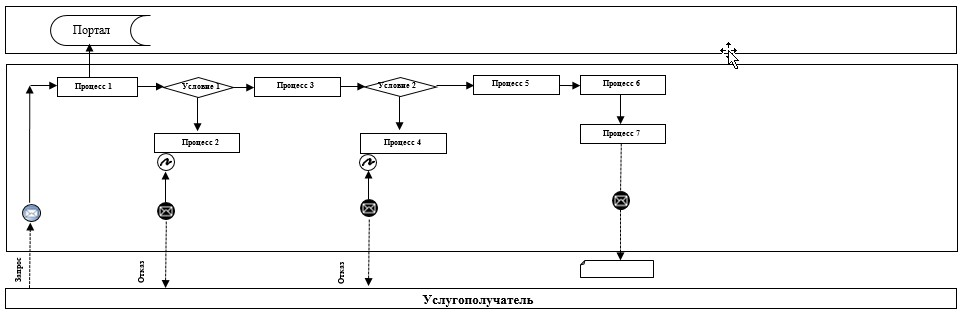 Портал
Процесс 1
Условие 1
Процесс 3
Условие 2
Процесс 5
Процесс 6
Процесс 2
Процесс 4
Процесс 7
Запрос
Отказ
Отказ
Услугополучатель